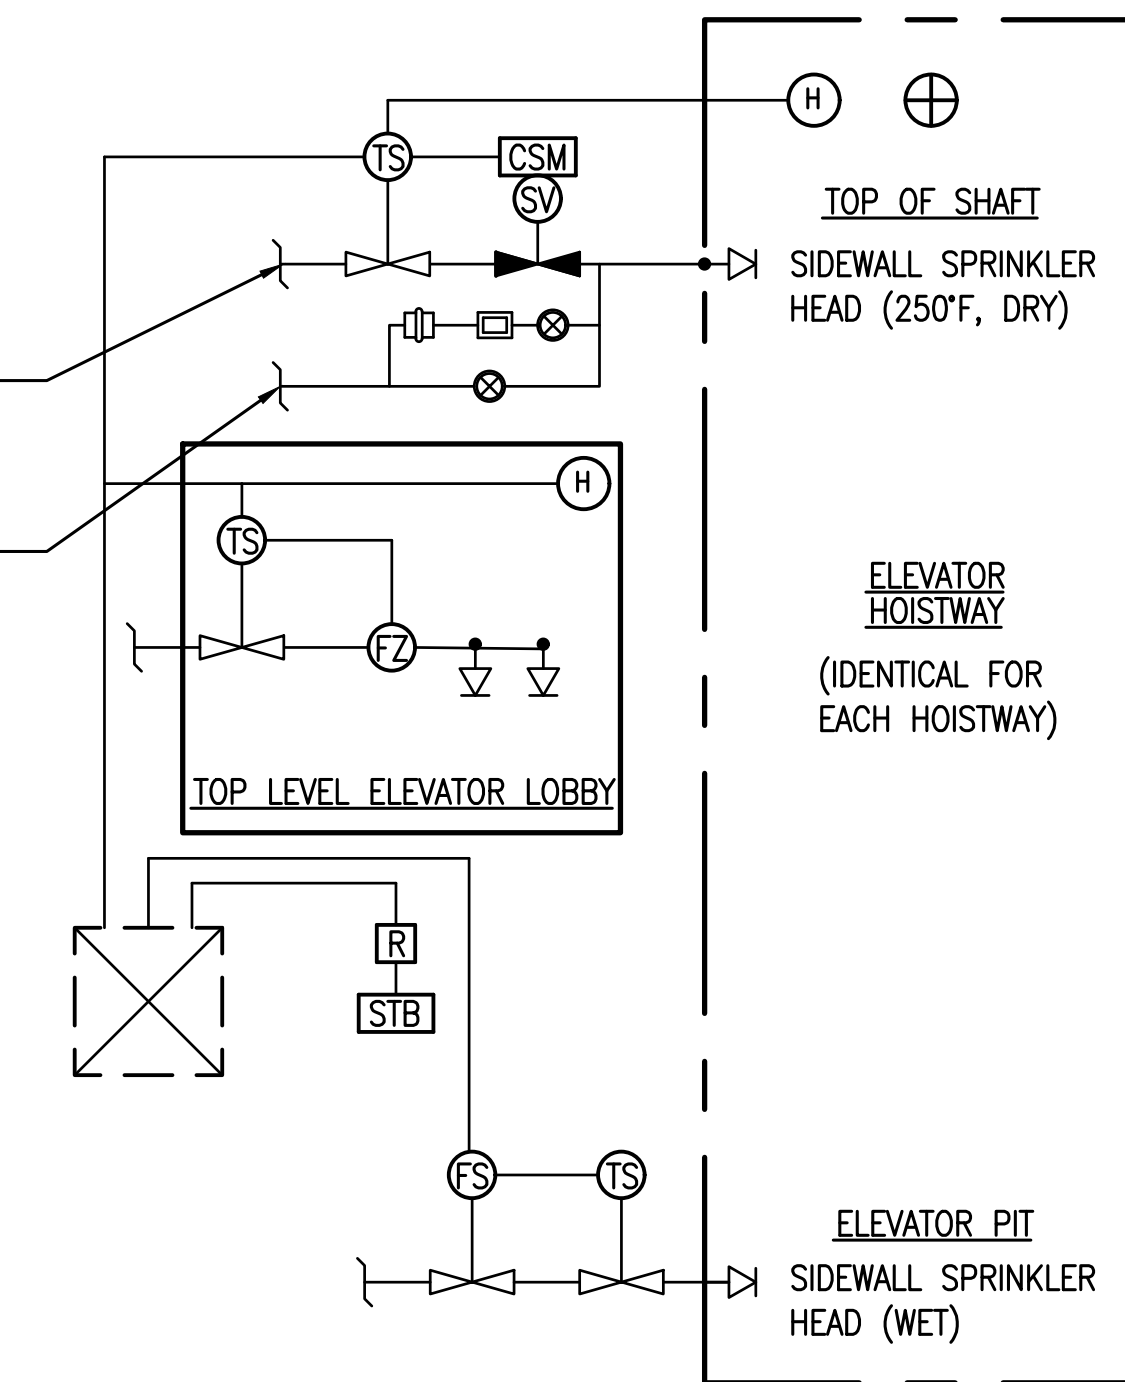 H
TS
CSM
SV
TOP OF SHAFT
SIDEWALL SPRINKLER
HEAD (250°F, DRY)
H
TS
FZ
TOP LEVEL ELEVATOR LOBBY
ELEVATOR
HOISTWAY
(IDENTICAL FOR
EACH HOISTWAY)
R
STB
FS
TS
ELEVATOR PIT
SIDEWALL SPRINKLER
HEAD (WET)